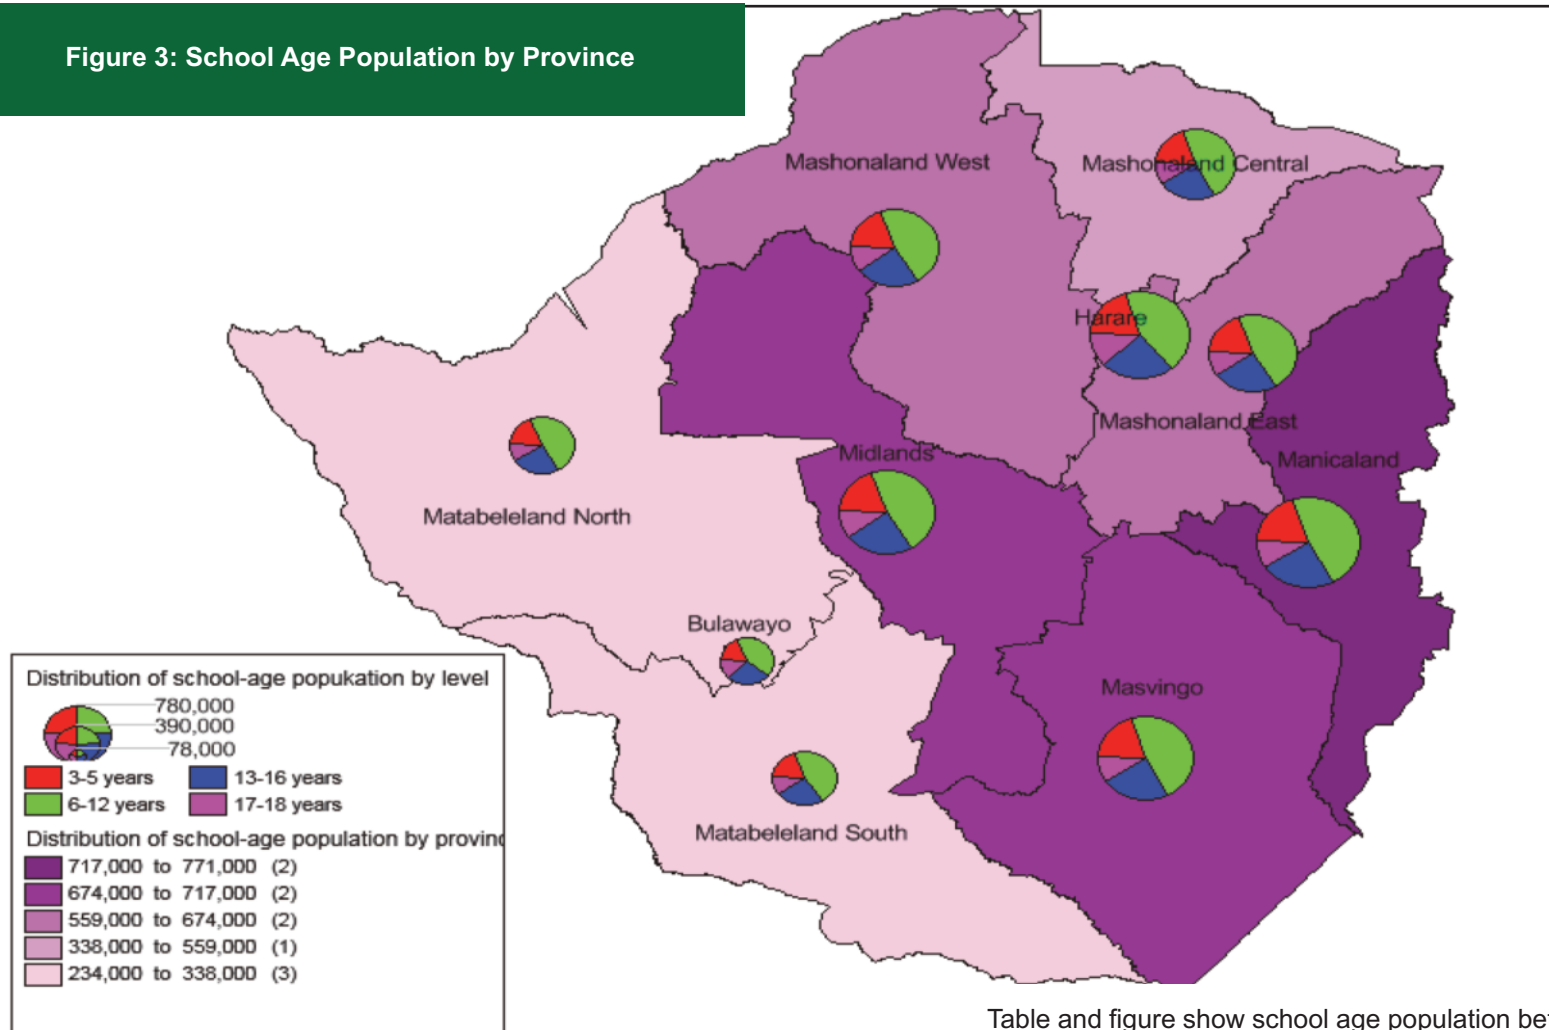 Figure 3: School Age Population by Province
Mashonaland West
Mashonaland Central
Harare
Mashonaland East
Midlands
Manicaland
Matabeleland North
Bulawayo
Masvingo
Matabeleland South
Distribution of school-age popukation by level
780,000
390,000
78,000
3-5 years 13-16 years
6-12 years 17-18 years
Distribution of school-age population by provinc
717,000 to 771,000 (2)
674,000 to 717,000 (2)
559,000 to 674,000 (2)
338,000 to 559,000 (1)
234,000 to 338,000 (3)
Table and figure show school age population bet